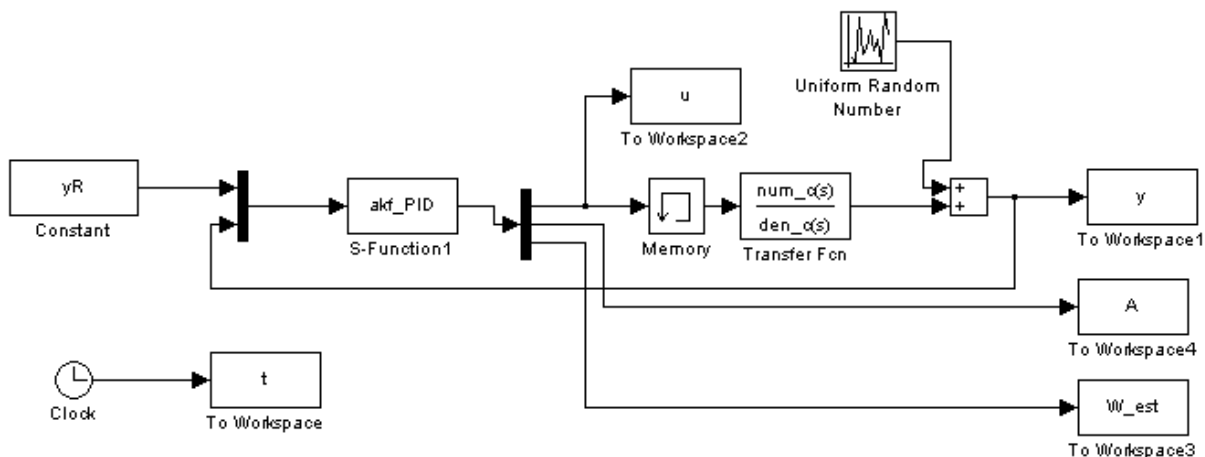 Uniform Random
Number
u
To Workspace2
yR
Constant
akf_PID
S-Function1
Memory
num_c(s)
den_c(s)
Transfer Fcn
+
+
y
To Workspace1
A
To Workspace4
Clock
t
To Workspace
W_est
To Workspace3